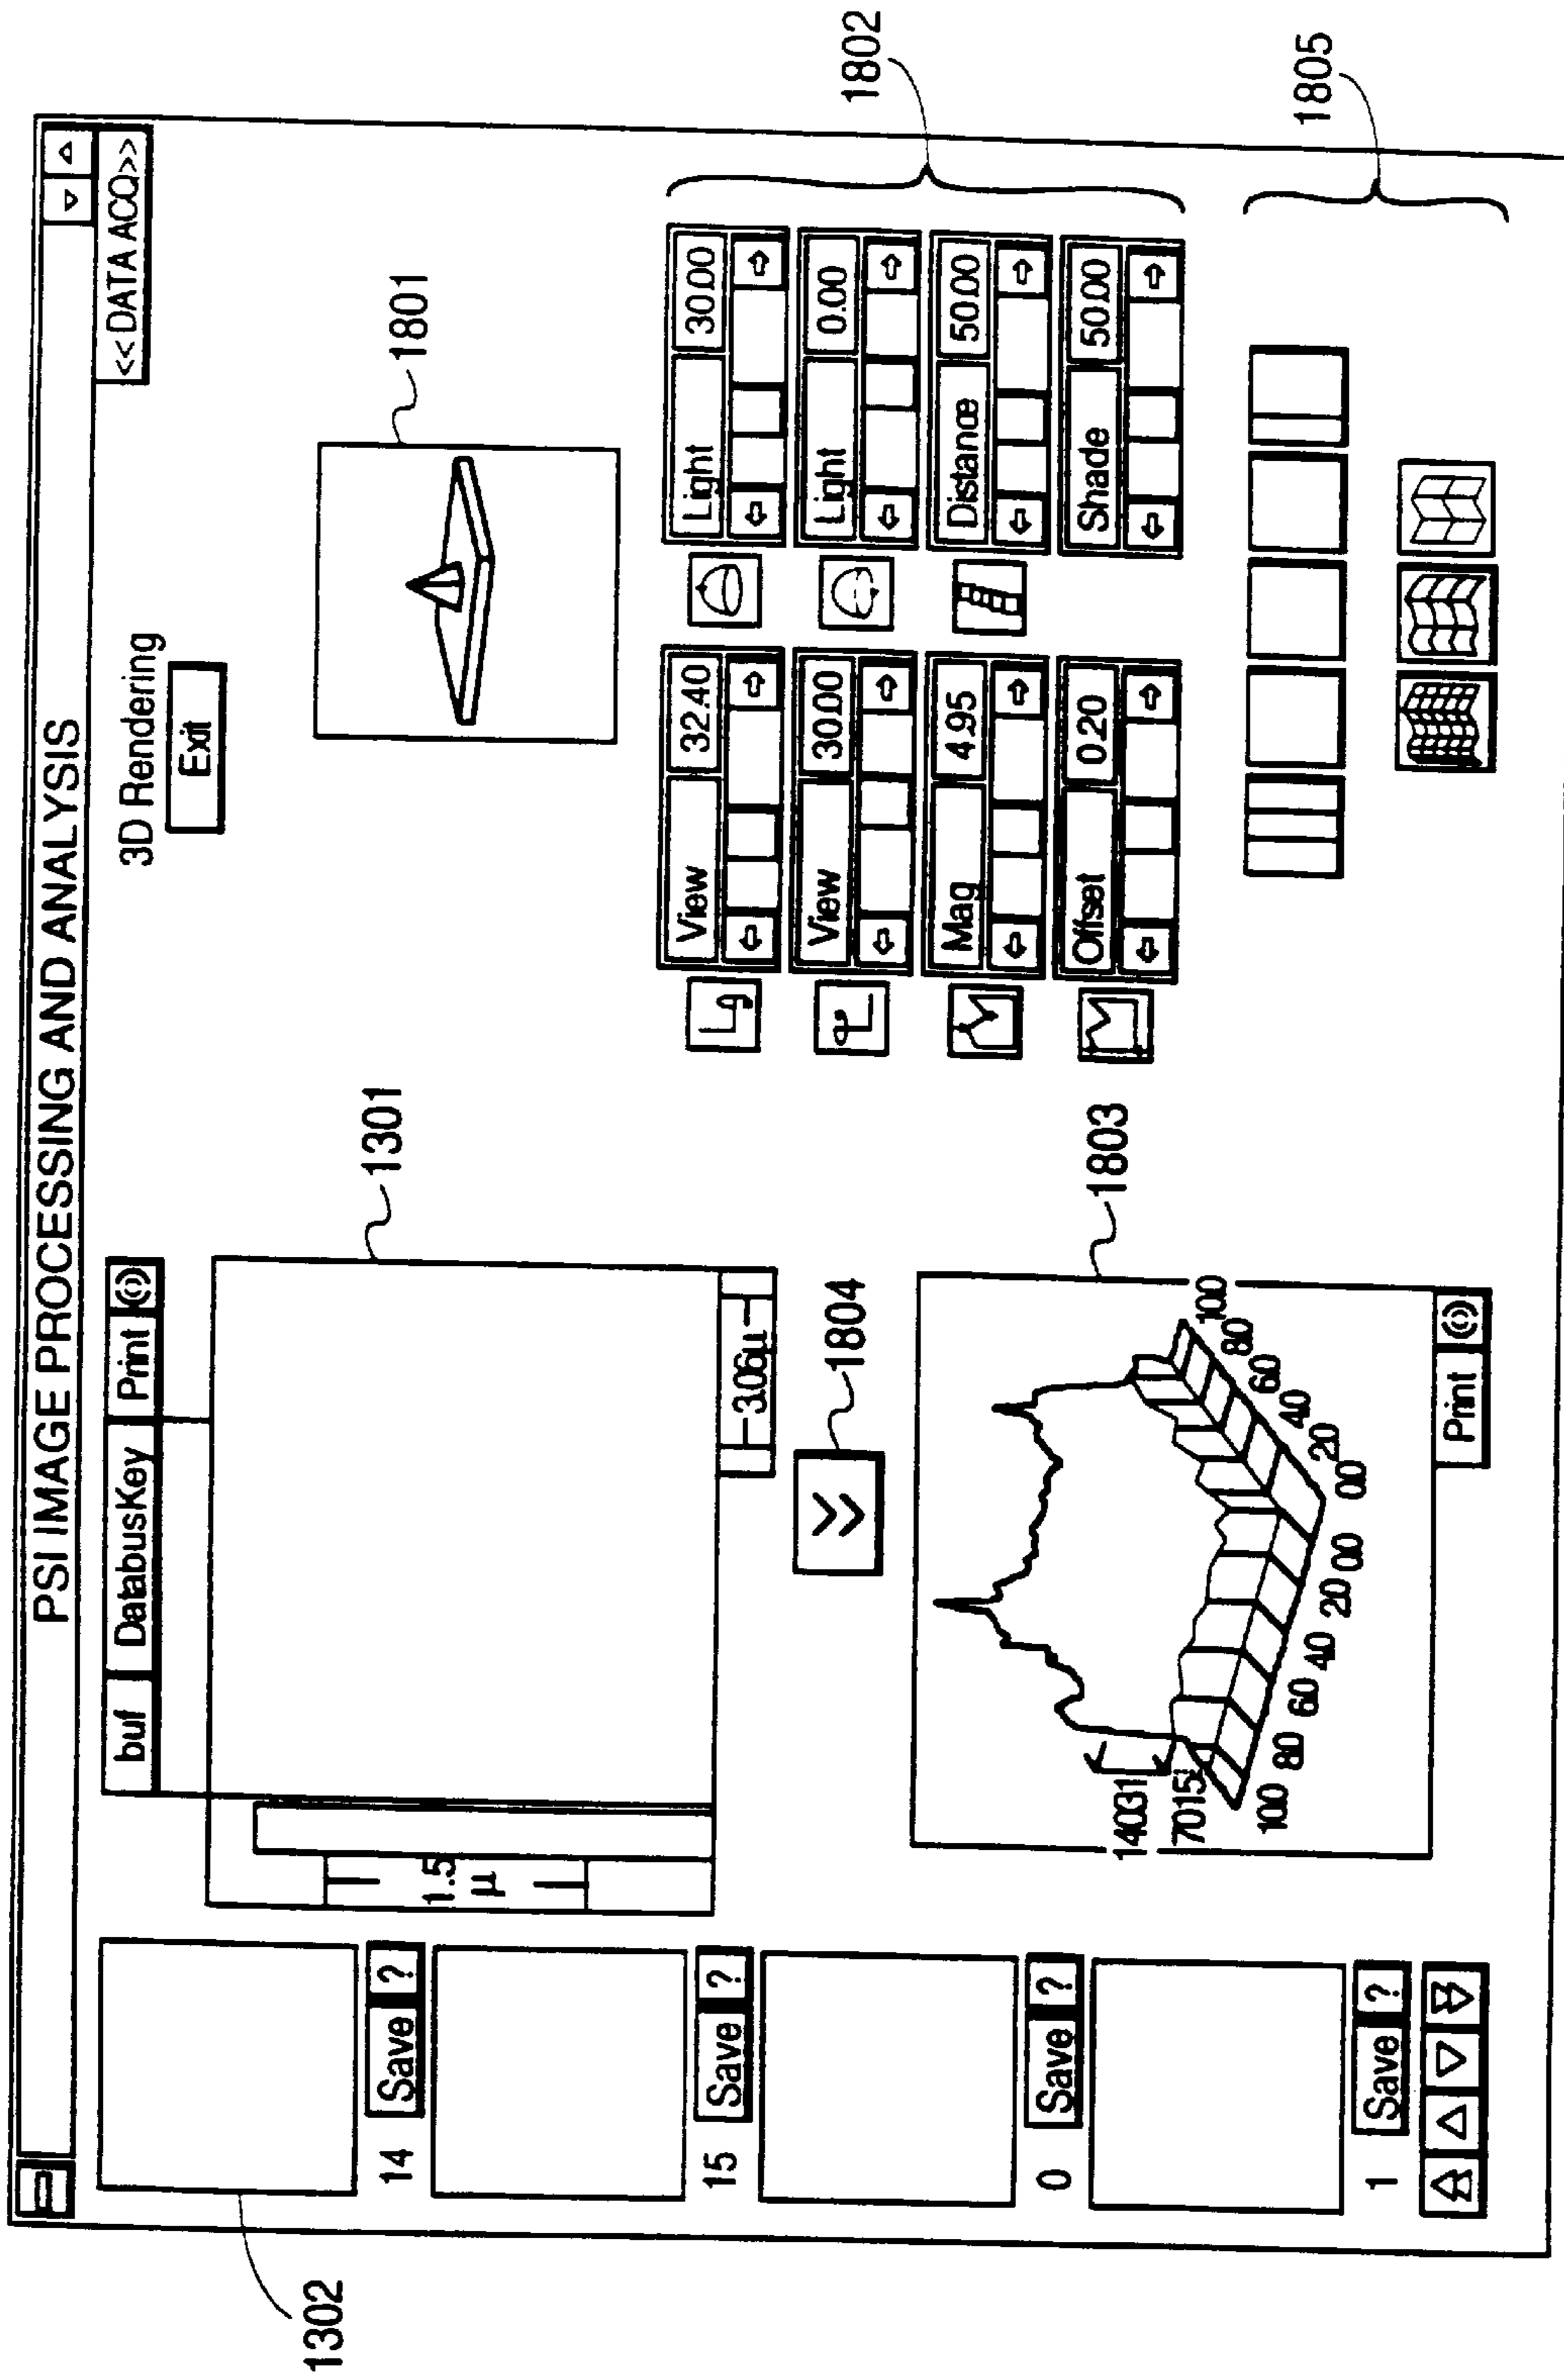 PSI IMAGE PROCESSING AND ANALYSIS
<< DATA ACQ>>
buf DatabusKey Print
3D Rendering
Exit
1302
14 Save ?
15 Save ?
0 Save ?
1 Save ?
1.5
µ
1301
3.06µ
1804
1803
14031
7015
100 80 60 40 20 00
00 20 40 60 80 100
Print
1801
View 32.40
Light 30.00
View 30.00
Light 0.00
Mag 4.95
Distance 50.00
Offset 0.20
Shade 50.00
1802
1805